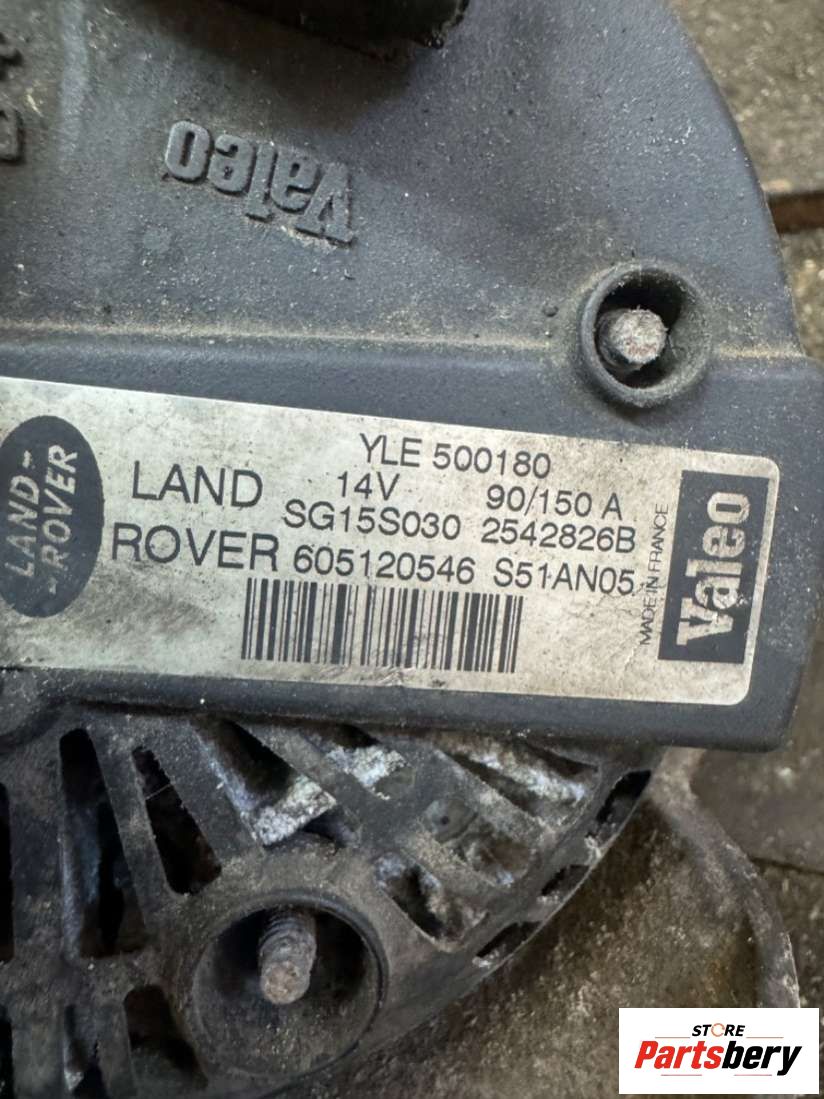 Valeo
YLE 500180
LAND 14V 90/150 A
SG15S030 2542826B
ROVER 605120546 S51AN05
LAND-
-ROVER
MADE IN FRANCE
Valeo
STORE
Partsbery